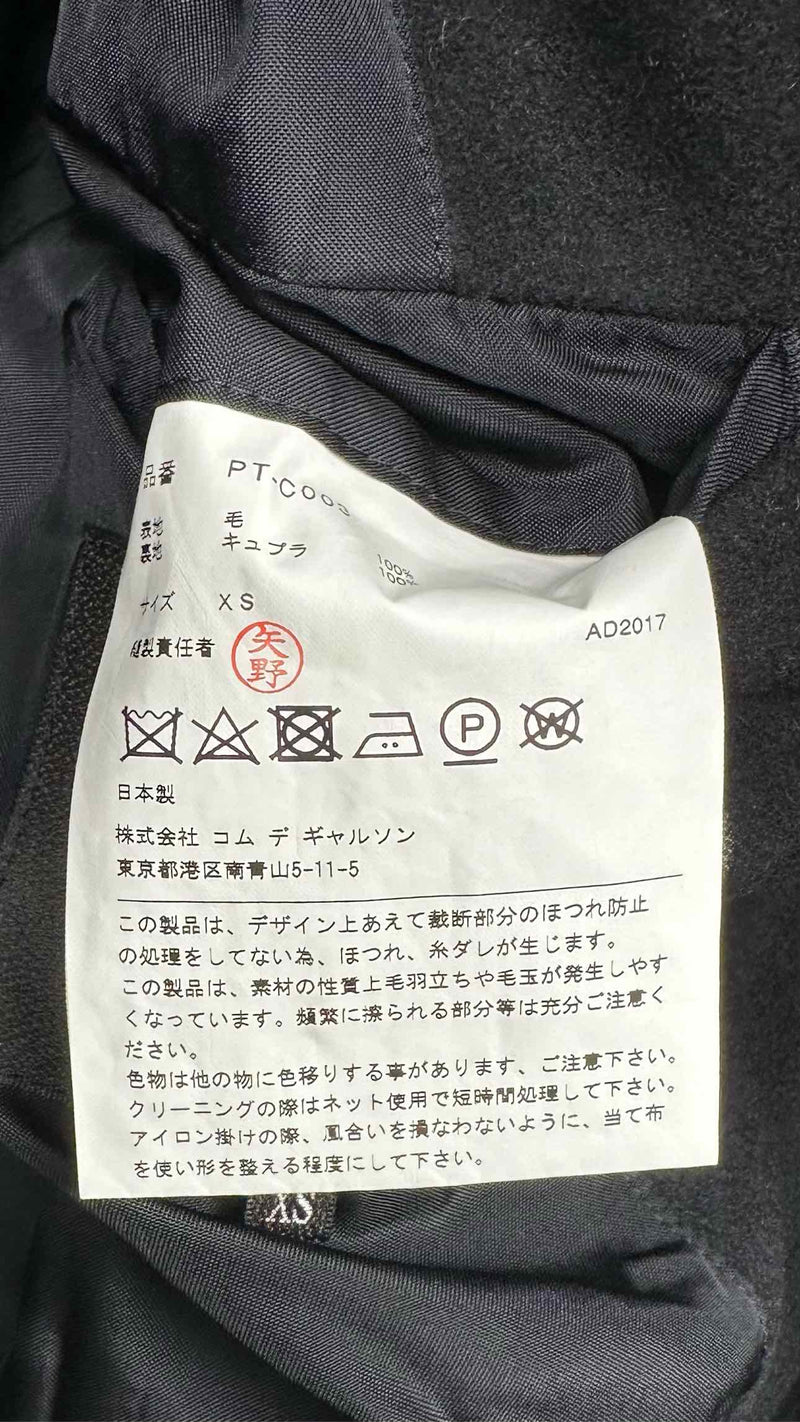 品番 PT-C003
表地 毛 100%
裏地 キュプラ 100%
サイズ XS
AD2017
縫製責任者 矢野
P W
日本製
株式会社 コム デ ギャルソン
東京都港区南青山5-11-5
この製品は、デザイン上あえて裁断部分のほつれ防止
の処理をしてない為、ほつれ、糸ダレが生じます。
この製品は、素材の性質上毛羽立ちや毛玉が発生しやす
くなっています。頻繁に擦られる部分等は充分ご注意く
ださい。
色物は他の物に色移りする事があります、ご注意下さい。
クリーニングの際はネット使用で短時間処理して下さい。
アイロン掛けの際、風合いを損なわないように、当て布
を使い形を整える程度にして下さい。
XS